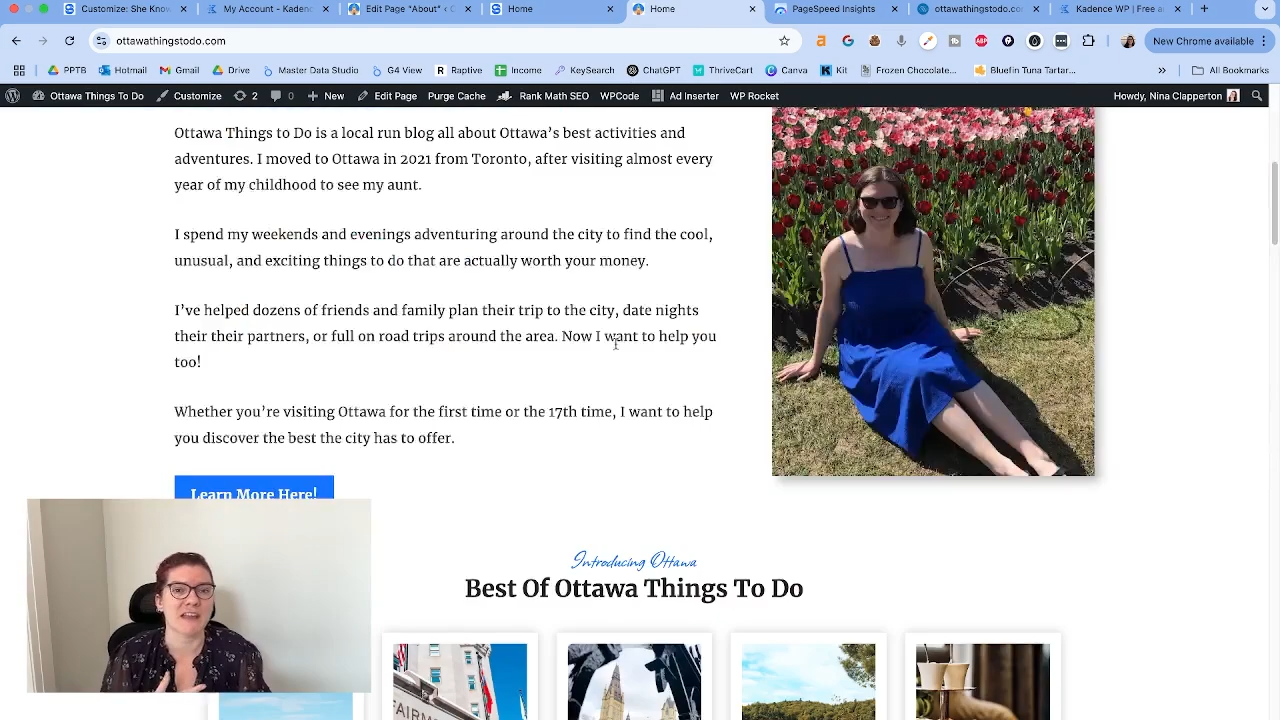 Customize: She Know
My Account - Kadenc
Edit Page "About" ‹ C
Home
Home
PageSpeed Insights
ottawathingstodo.co
Kadence WP | Free a
ottawathingstodo.com
New Chrome available
PPTB
Hotmail
Gmail
Drive
Master Data Studio
G4 View
Raptive
Income
KeySearch
ChatGPT
ThriveCart
Canva
Kit
Frozen Chocolate...
Bluefin Tuna Tartar...
All Bookmarks
Ottawa Things To Do
Customize
2
0
New
Edit Page
Purge Cache
Rank Math SEO
WPCode
Ad Inserter
WP Rocket
Howdy, Nina Clapperton
Ottawa Things to Do is a local run blog all about Ottawa's best activities and
adventures. I moved to Ottawa in 2021 from Toronto, after visiting almost every
year of my childhood to see my aunt.
I spend my weekends and evenings adventuring around the city to find the cool,
unusual, and exciting things to do that are actually worth your money.
I've helped dozens of friends and family plan their trip to the city, date nights
their their partners, or full on road trips around the area. Now I want to help you
too!
Whether you're visiting Ottawa for the first time or the 17th time, I want to help
you discover the best the city has to offer.
Learn More Here!
Introducing Ottawa
Best Of Ottawa Things To Do
FAIRM